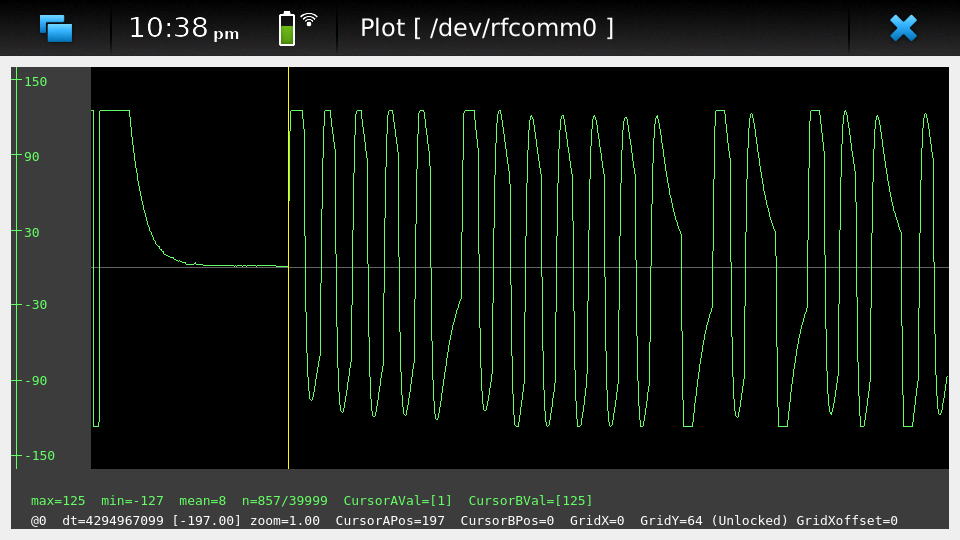 10:38 pm
Plot [ /dev/rfcomm0 ]
150
90
30
-30
-90
-150
max=125 min=-127 mean=8 n=857/39999 CursorAVal=[1] CursorBVal=[125]
@0 dt=4294967099 [-197.00] zoom=1.00 CursorAPos=197 CursorBPos=0 GridX=0 GridY=64 (Unlocked) GridXoffset=0